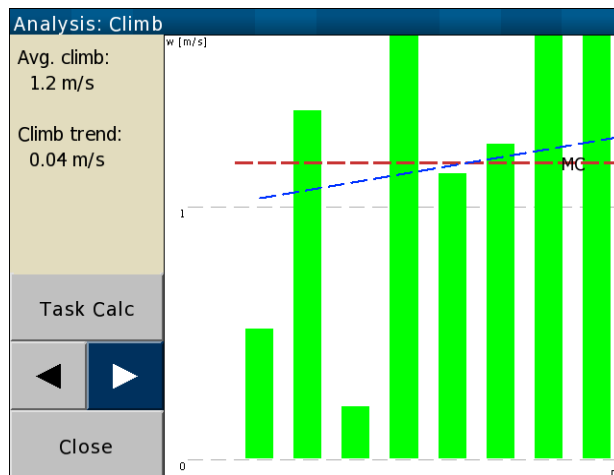 Analysis: Climb
Avg. climb:
1.2 m/s
Climb trend:
0.04 m/s
Task Calc
Close
w [m/s]
MC
1
0